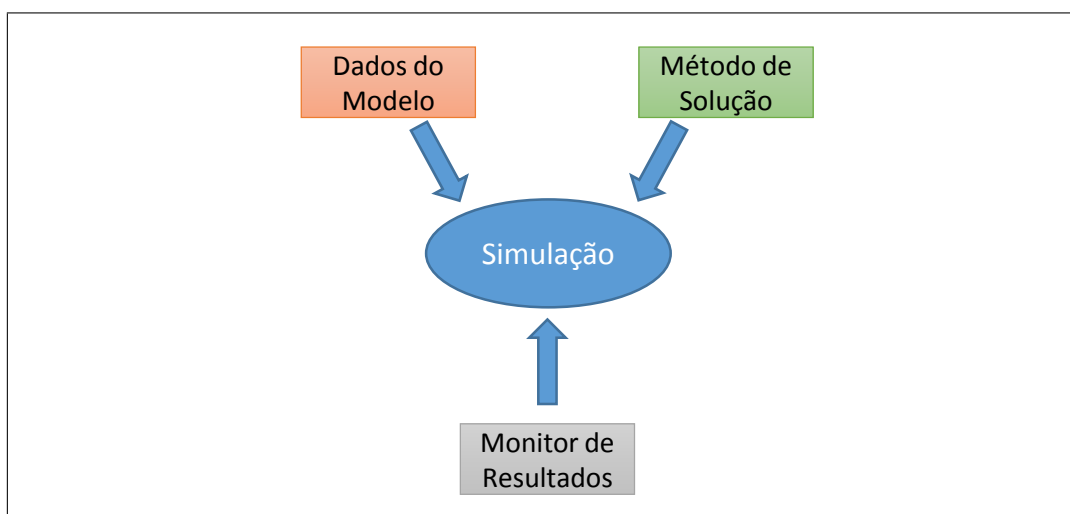 Dados do
Modelo
Método de
Solução
Simulação
Monitor de
Resultados